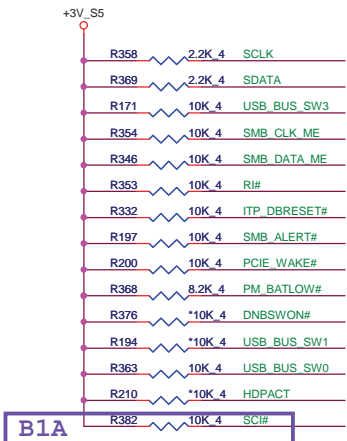 +3V_S5
R358 2.2K_4 SCLK
R369 2.2K_4 SDATA
R171 10K_4 USB_BUS_SW3
R354 10K_4 SMB_CLK_ME
R346 10K_4 SMB_DATA_ME
R353 10K_4 RI#
R332 10K_4 ITP_DBRESET#
R197 10K_4 SMB_ALERT#
R200 10K_4 PCIE_WAKE#
R368 8.2K_4 PM_BATLOW#
R376 *10K_4 DNBSWON#
R194 *10K_4 USB_BUS_SW1
R363 10K_4 USB_BUS_SW0
R210 *10K_4 HDPACT
R382 *10K_4 SCI#
B1A